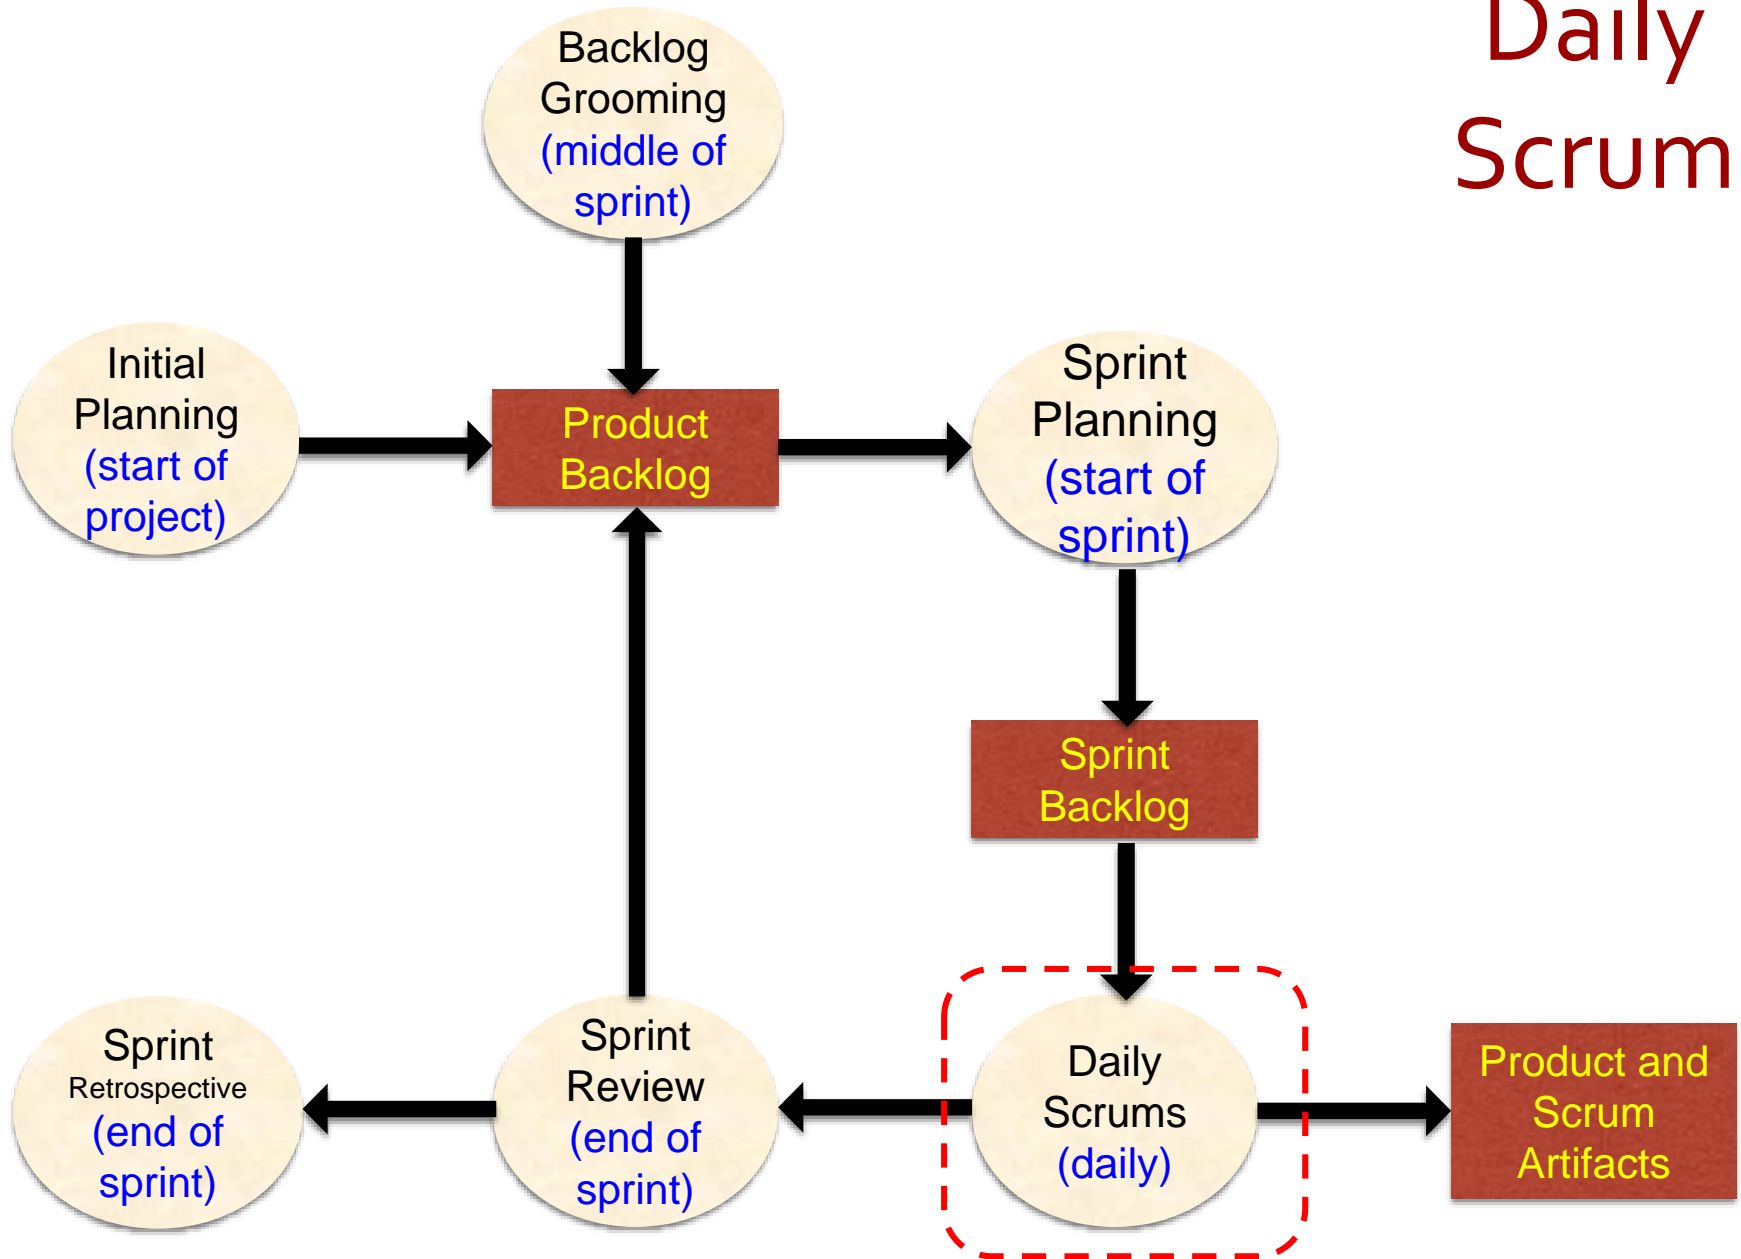 Daily
Scrum
Backlog
Grooming
(middle of
sprint)
Initial
Planning
(start of
project)
Product
Backlog
Sprint
Planning
(start of
sprint)
Sprint
Backlog
Sprint
Retrospective
(end of
sprint)
Sprint
Review
(end of
sprint)
Daily
Scrums
(daily)
Product and
Scrum
Artifacts